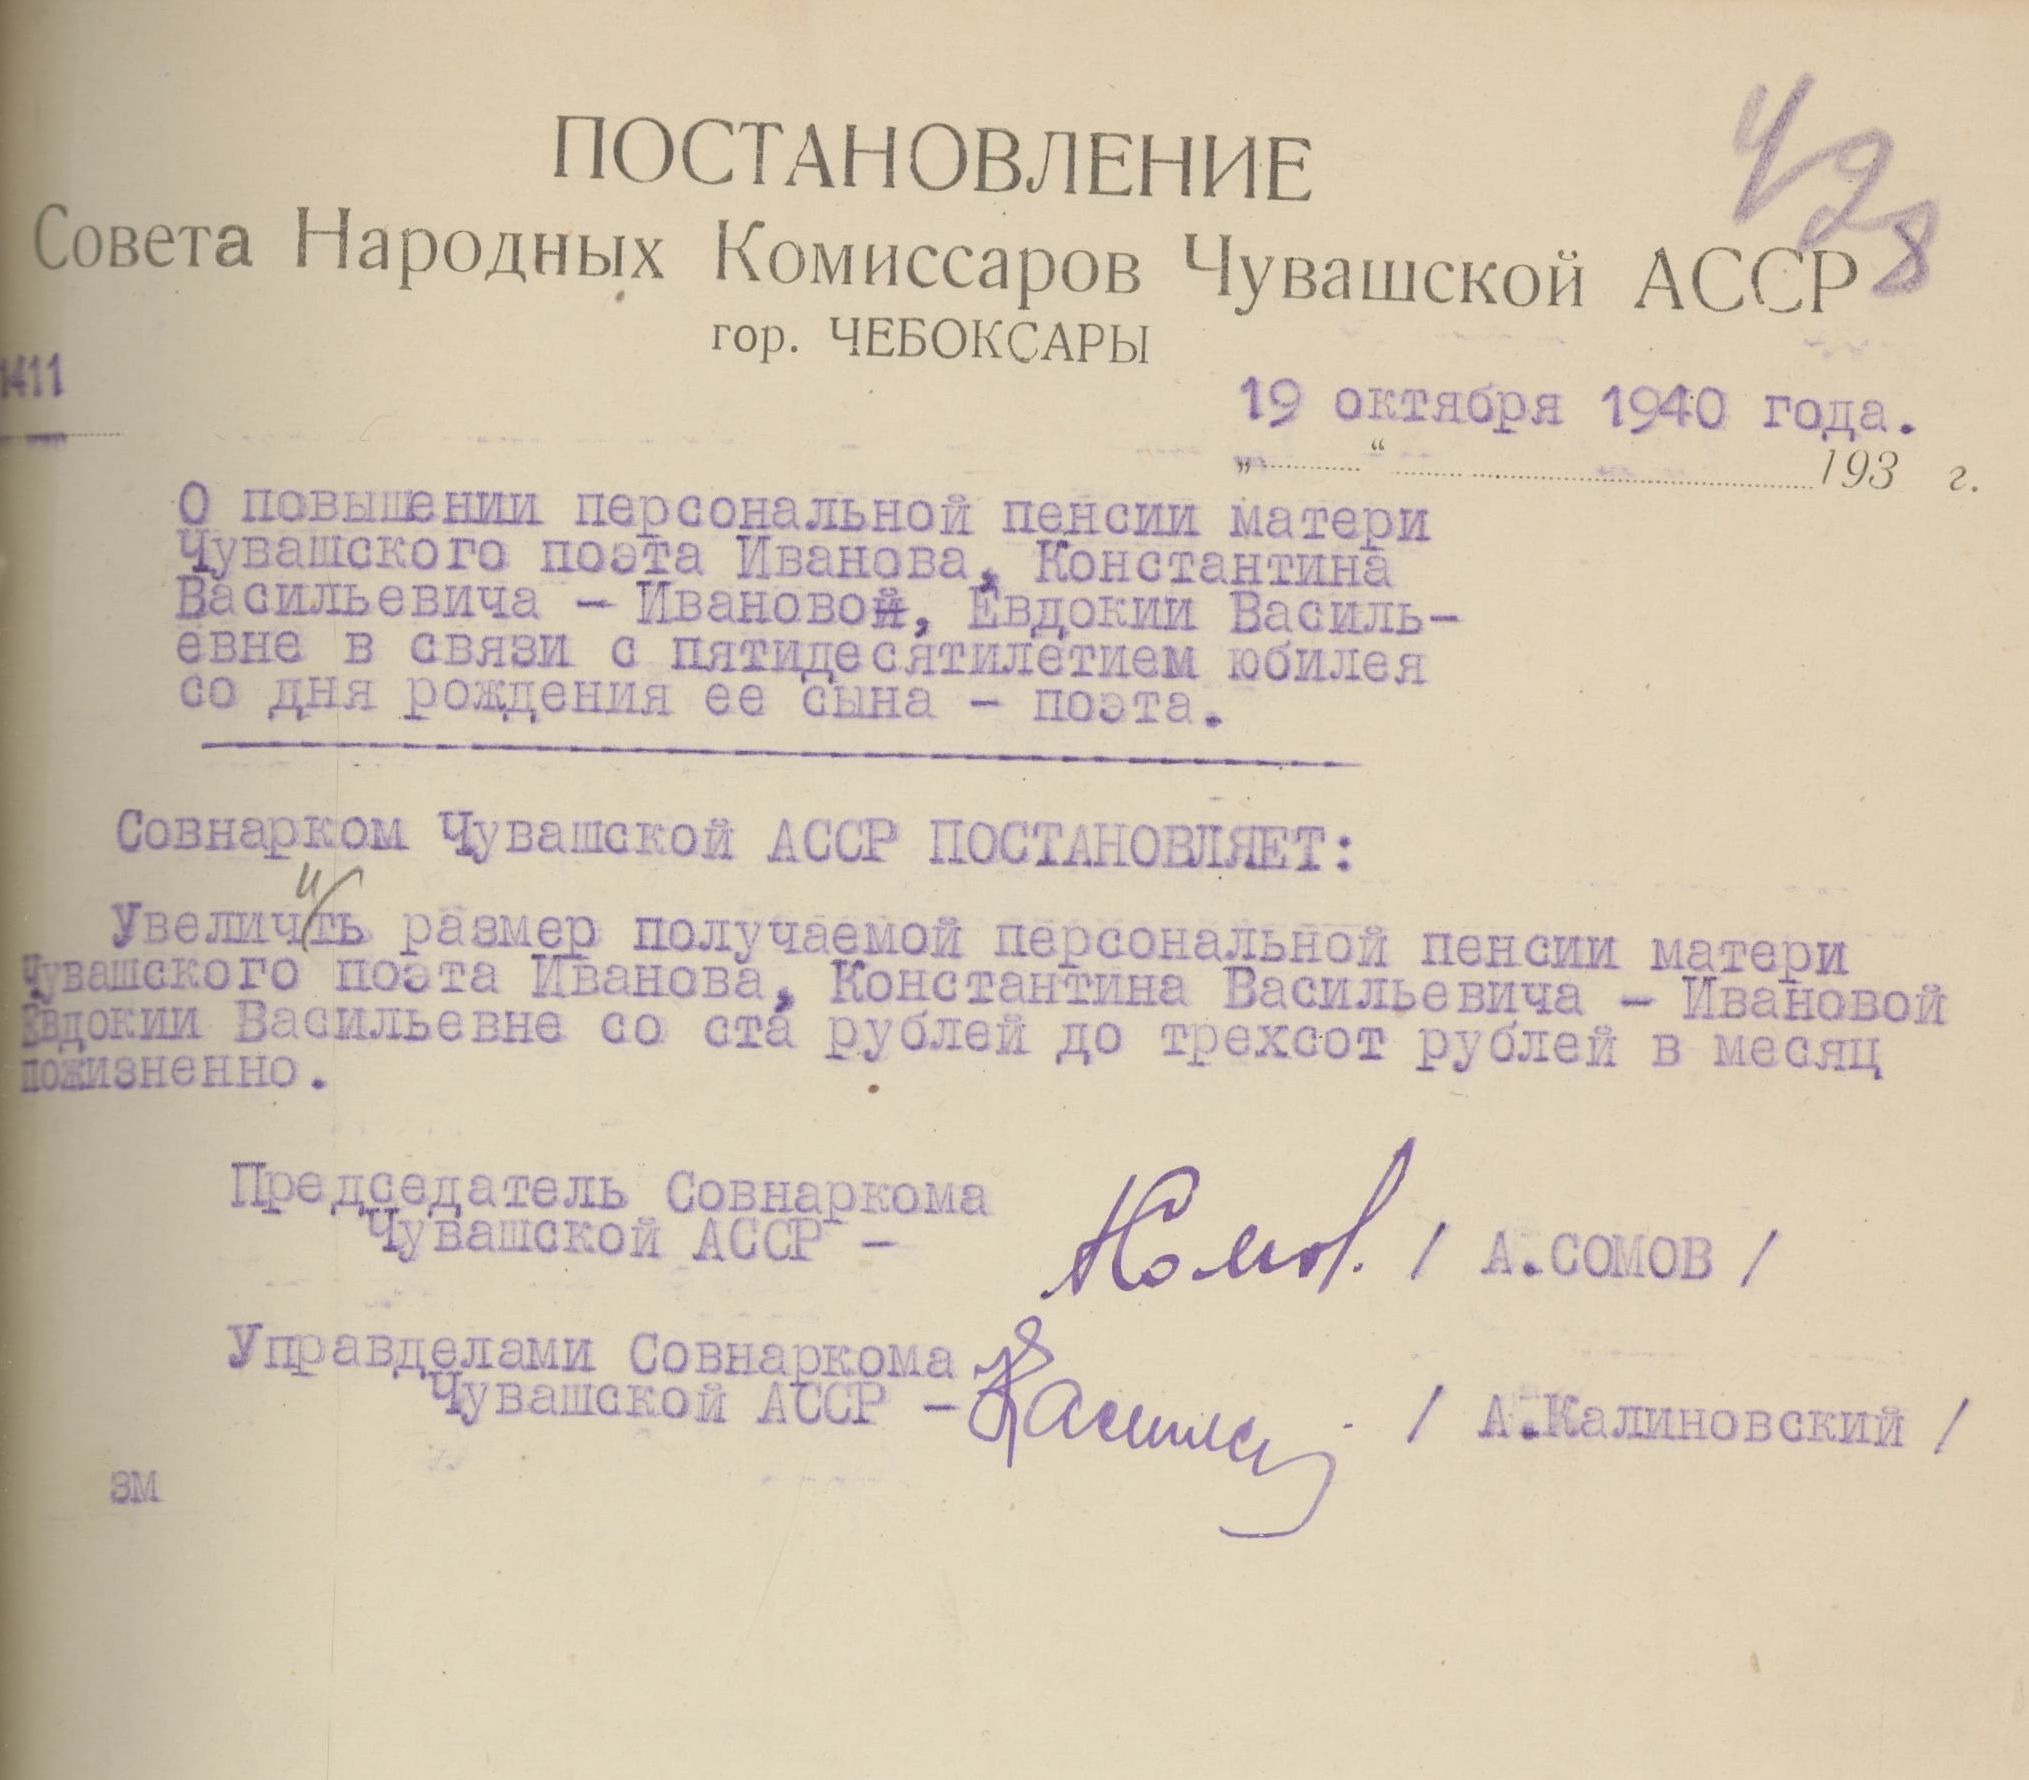 428
ПОСТАНОВЛЕНИЕ
Совета Народных Комиссаров Чувашской АССР
гор. ЧЕБОКСАРЫ
1411
19 октября 1940 года.
„ “ 193 г.
О повышении персональной пенсии матери
Чувашского поэта Иванова, Константина
Васильевича - Ивановой, Евдокии Василь-
евне в связи с пятидесятилетием юбилея
со дня рождения ее сына - поэта.
Совнарком Чувашской АССР ПОСТАНОВЛЯЕТ:
Увеличить размер получаемой персональной пенсии матери
Чувашского поэта Иванова, Константина Васильевича - Ивановой
Евдокии Васильевне со ста рублей до трехсот рублей в месяц
пожизненно.
Председатель Совнаркома
Чувашской АССР - / А.СОМОВ /
Управделами Совнаркома
Чувашской АССР - / А.Калиновский /
зм